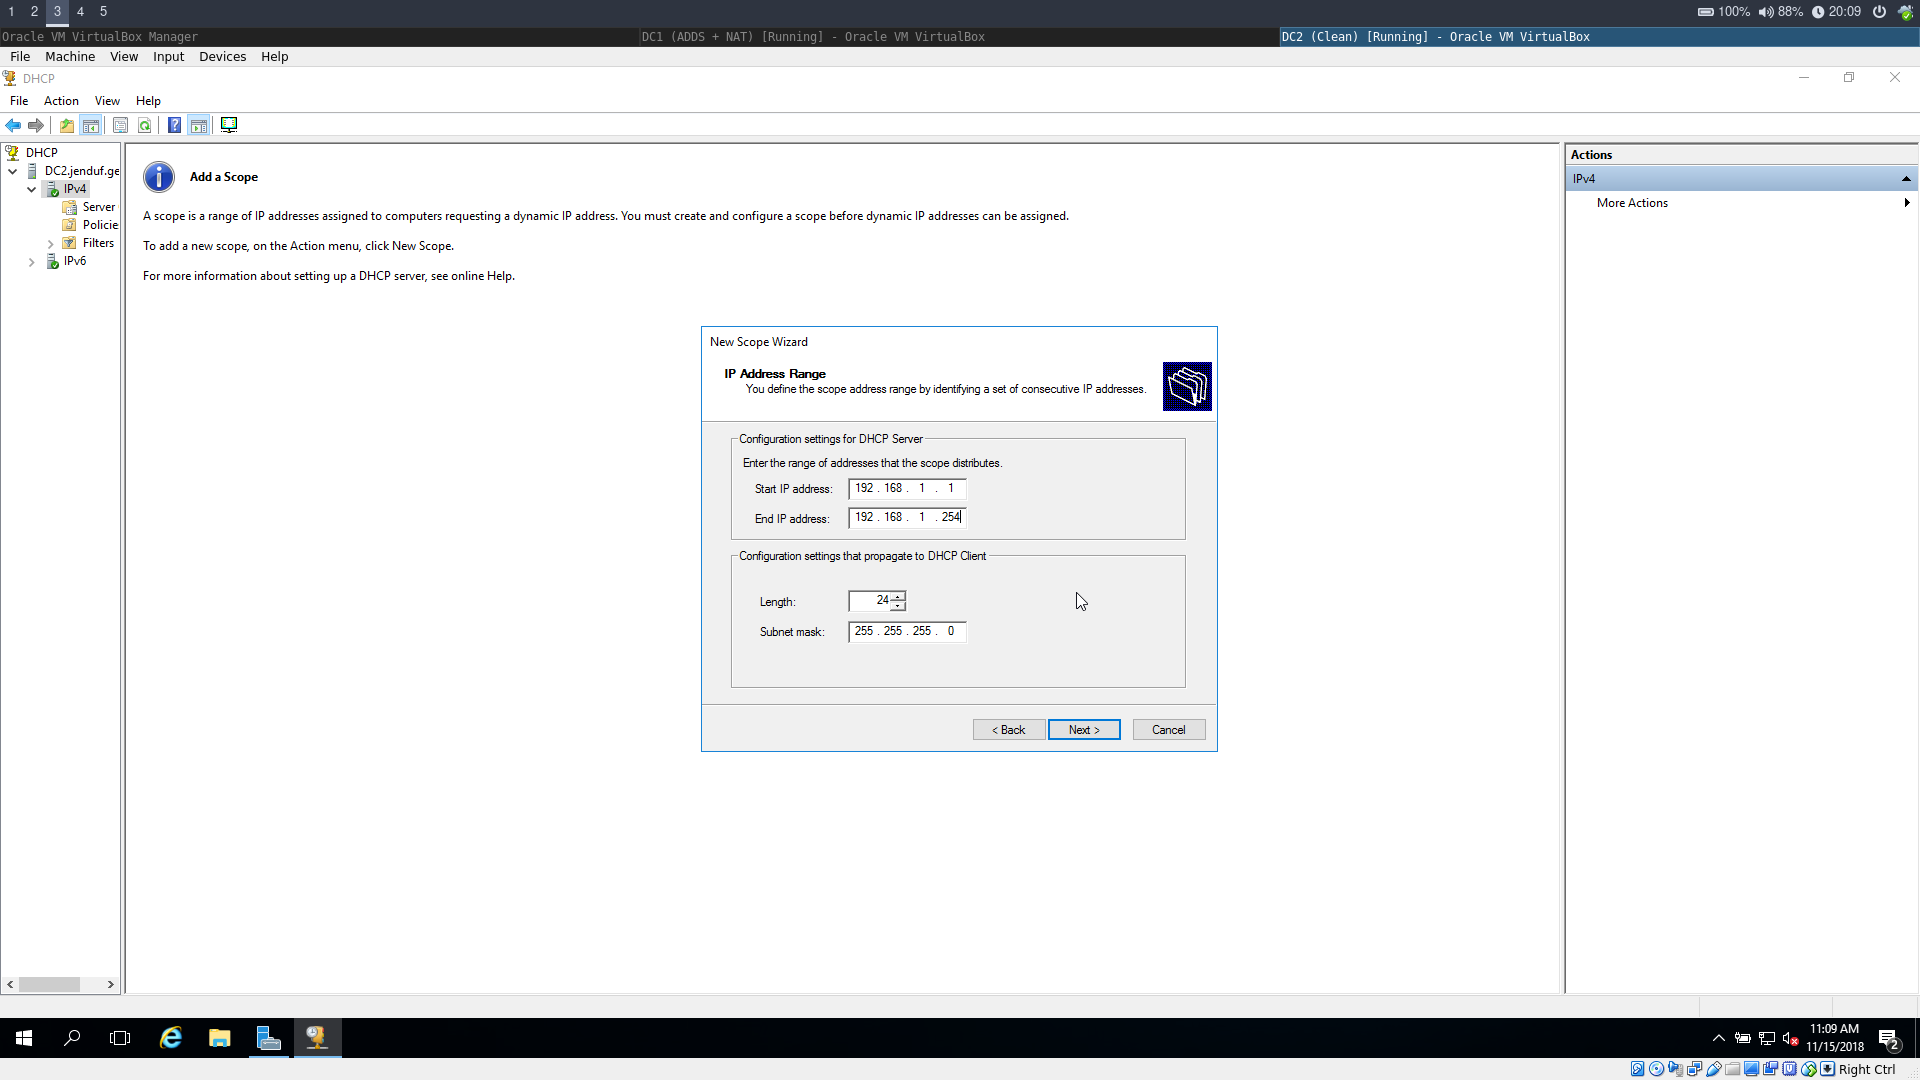 1 2 3 4 5
100% 88% 20:09
Oracle VM VirtualBox Manager
DC1 (ADDS + NAT) [Running] - Oracle VM VirtualBox
DC2 (Clean) [Running] - Oracle VM VirtualBox
File Machine View Input Devices Help
DHCP
File Action View Help
DHCP
DC2.jenduf.ge
IPv4
Server
Policie
Filters
IPv6
Add a Scope
A scope is a range of IP addresses assigned to computers requesting a dynamic IP address. You must create and configure a scope before dynamic IP addresses can be assigned.
To add a new scope, on the Action menu, click New Scope.
For more information about setting up a DHCP server, see online Help.
Actions
IPv4
More Actions
New Scope Wizard
IP Address Range
You define the scope address range by identifying a set of consecutive IP addresses.
Configuration settings for DHCP Server
Enter the range of addresses that the scope distributes.
Start IP address: 192 . 168 . 1 . 1
End IP address: 192 . 168 . 1 . 254
Configuration settings that propagate to DHCP Client
Length: 24
Subnet mask: 255 . 255 . 255 . 0
< Back Next > Cancel
11:09 AM
11/15/2018
2
Right Ctrl